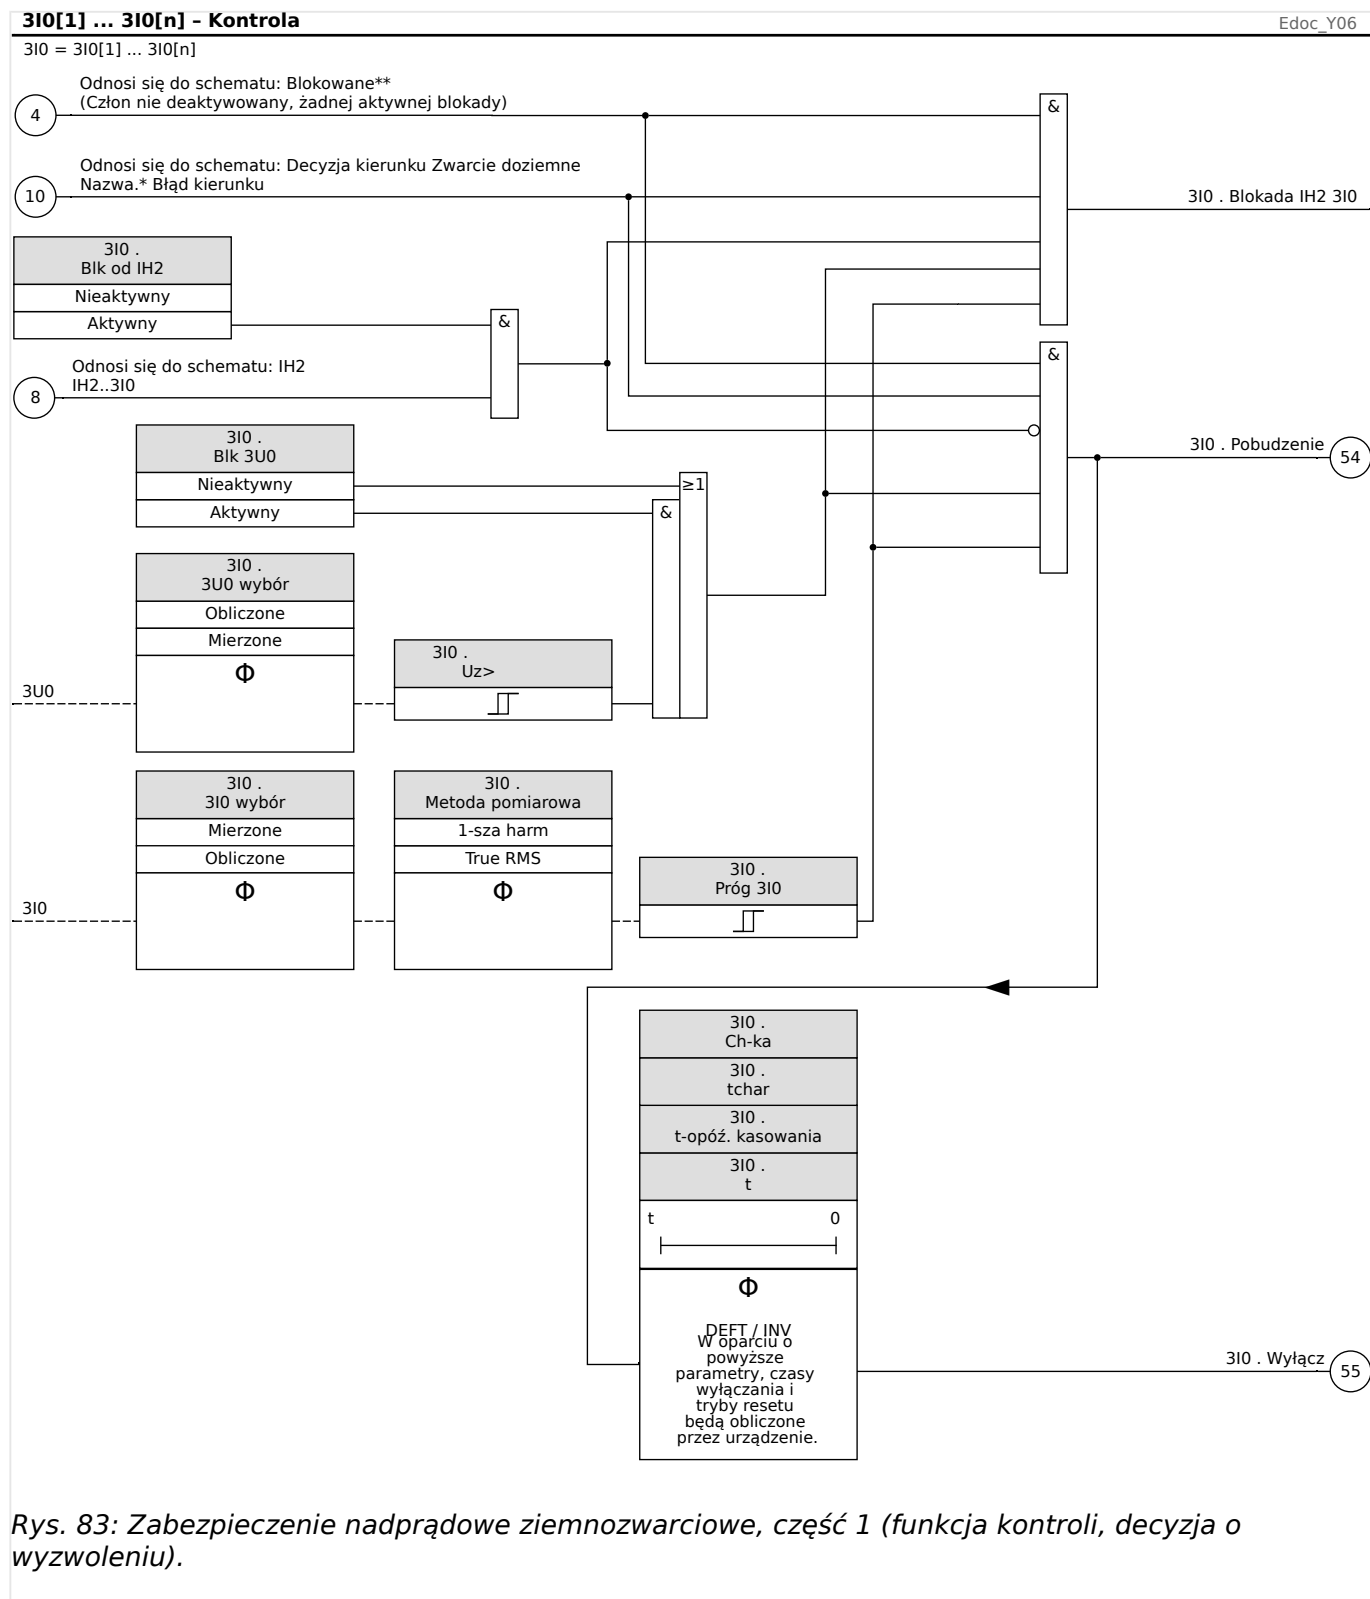 3I0[1] ... 3I0[n] – Kontrola
Edoc_Y06
3I0 = 3I0[1] ... 3I0[n]
Odnosi się do schematu: Blokowane**
(Człon nie deaktywowany, żadnej aktywnej blokady)
4
&
Odnosi się do schematu: Decyzja kierunku Zwarcie doziemne
Nazwa.* Błąd kierunku
10
3I0 . Blokada IH2 3I0
3I0 .
Blk od IH2
Nieaktywny
Aktywny
&
&
Odnosi się do schematu: IH2
IH2..3I0
8
3I0 .
Blk 3U0
Nieaktywny
Aktywny
≥1
&
3I0 . Pobudzenie
54
3I0 .
3U0 wybór
Obliczone
Mierzone
Φ
3U0
3I0 .
Uz>
3I0 .
3I0 wybór
Mierzone
Obliczone
Φ
3I0
3I0 .
Metoda pomiarowa
1-sza harm
True RMS
Φ
3I0 .
Próg 3I0
3I0 .
Ch-ka
3I0 .
tchar
3I0 .
t-opóź. kasowania
3I0 .
t
t 0
Φ
DEFT / INV
W oparciu o
powyższe
parametry, czasy
wyłączania i
tryby resetu
będą obliczone
przez urządzenie.
3I0 . Wyłącz
55
Rys. 83: Zabezpieczenie nadprądowe ziemnozwarciowe, część 1 (funkcja kontroli, decyzja o
wyzwoleniu).